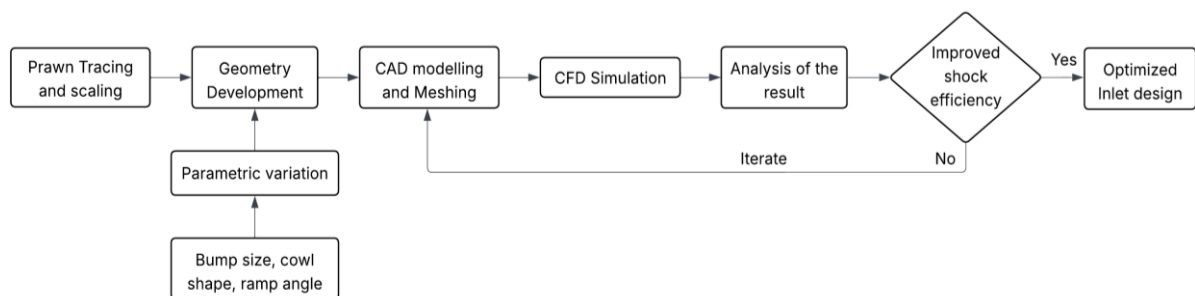 Prawn Tracing
and scaling
Geometry
Development
CAD modelling
and Meshing
CFD Simulation
Analysis of the
result
Improved
shock
efficiency
Yes
Optimized
Inlet design
Iterate
No
Parametric variation
Bump size, cowl
shape, ramp angle